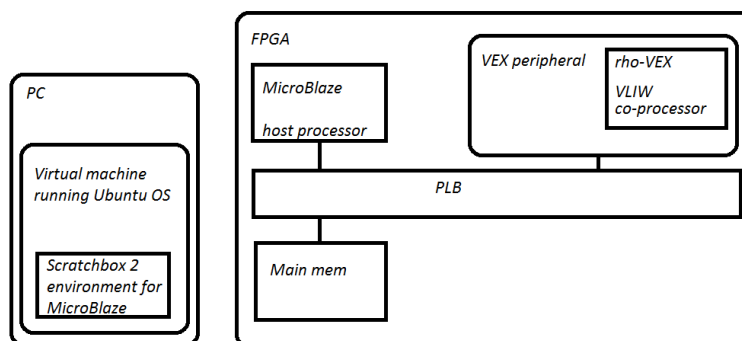 PC
Virtual machine
running Ubuntu OS
Scratchbox 2
environment for
MicroBlaze
FPGA
MicroBlaze
host processor
VEX peripheral
rho-VEX
VLIW
co-processor
PLB
Main mem